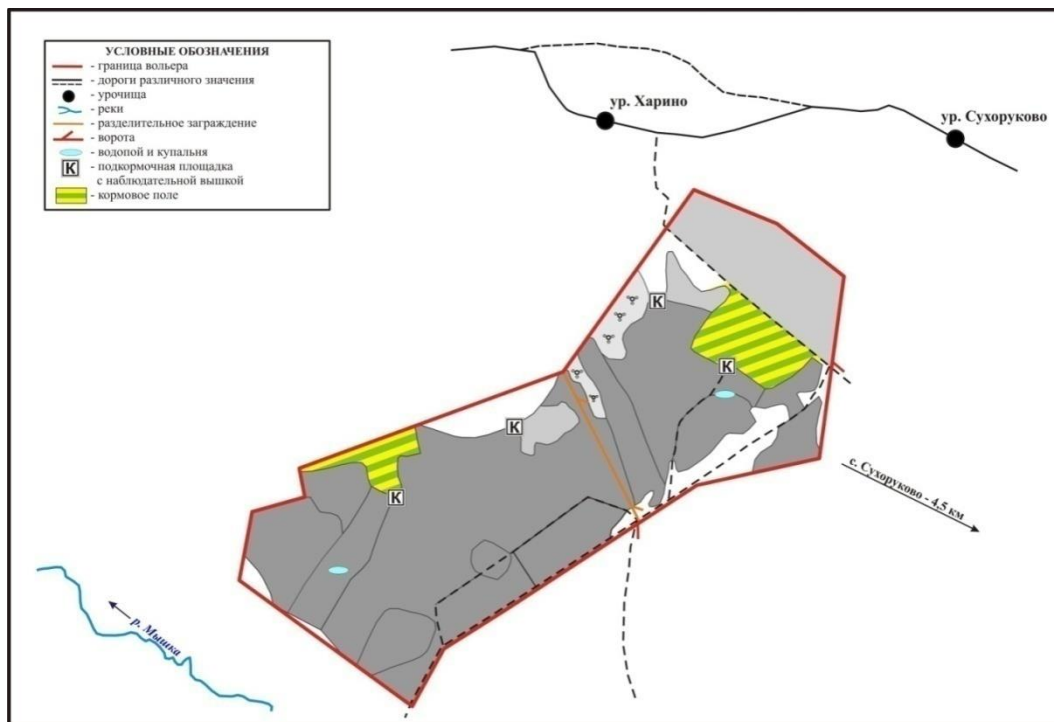 УСЛОВНЫЕ ОБОЗНАЧЕНИЯ
- граница вольера
- дороги различного значения
- урочища
- реки
- разделительное заграждение
- ворота
- водопой и купальня
К - подкормочная площадка
с наблюдательной вышкой
- кормовое поле
ур. Харино
ур. Сухоруково
К
К
К
К
с. Сухоруково - 4,5 км
р. Мышка